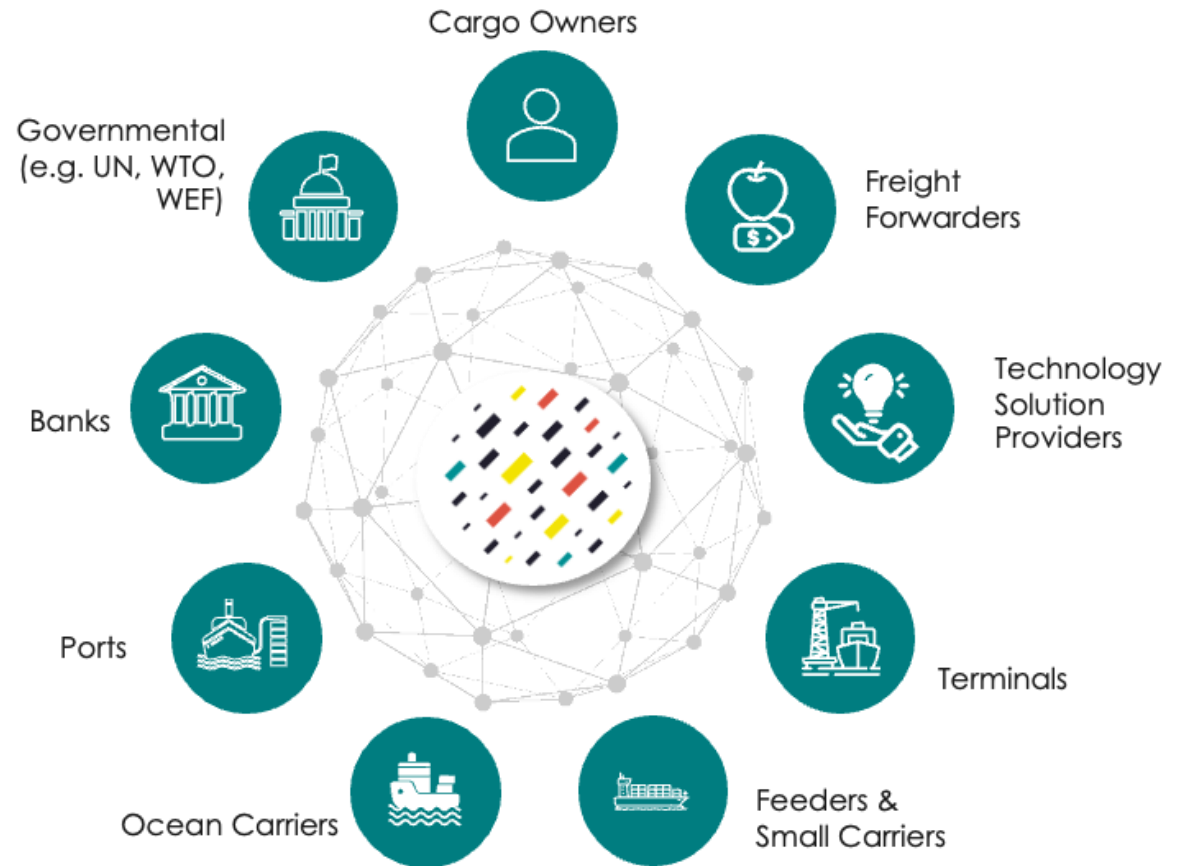 Cargo Owners
Governmental
(e.g. UN, WTO,
WEF)
Freight
Forwarders
$
Technology
Solution
Providers
Banks
Ports
Terminals
Ocean Carriers
Feeders &
Small Carriers